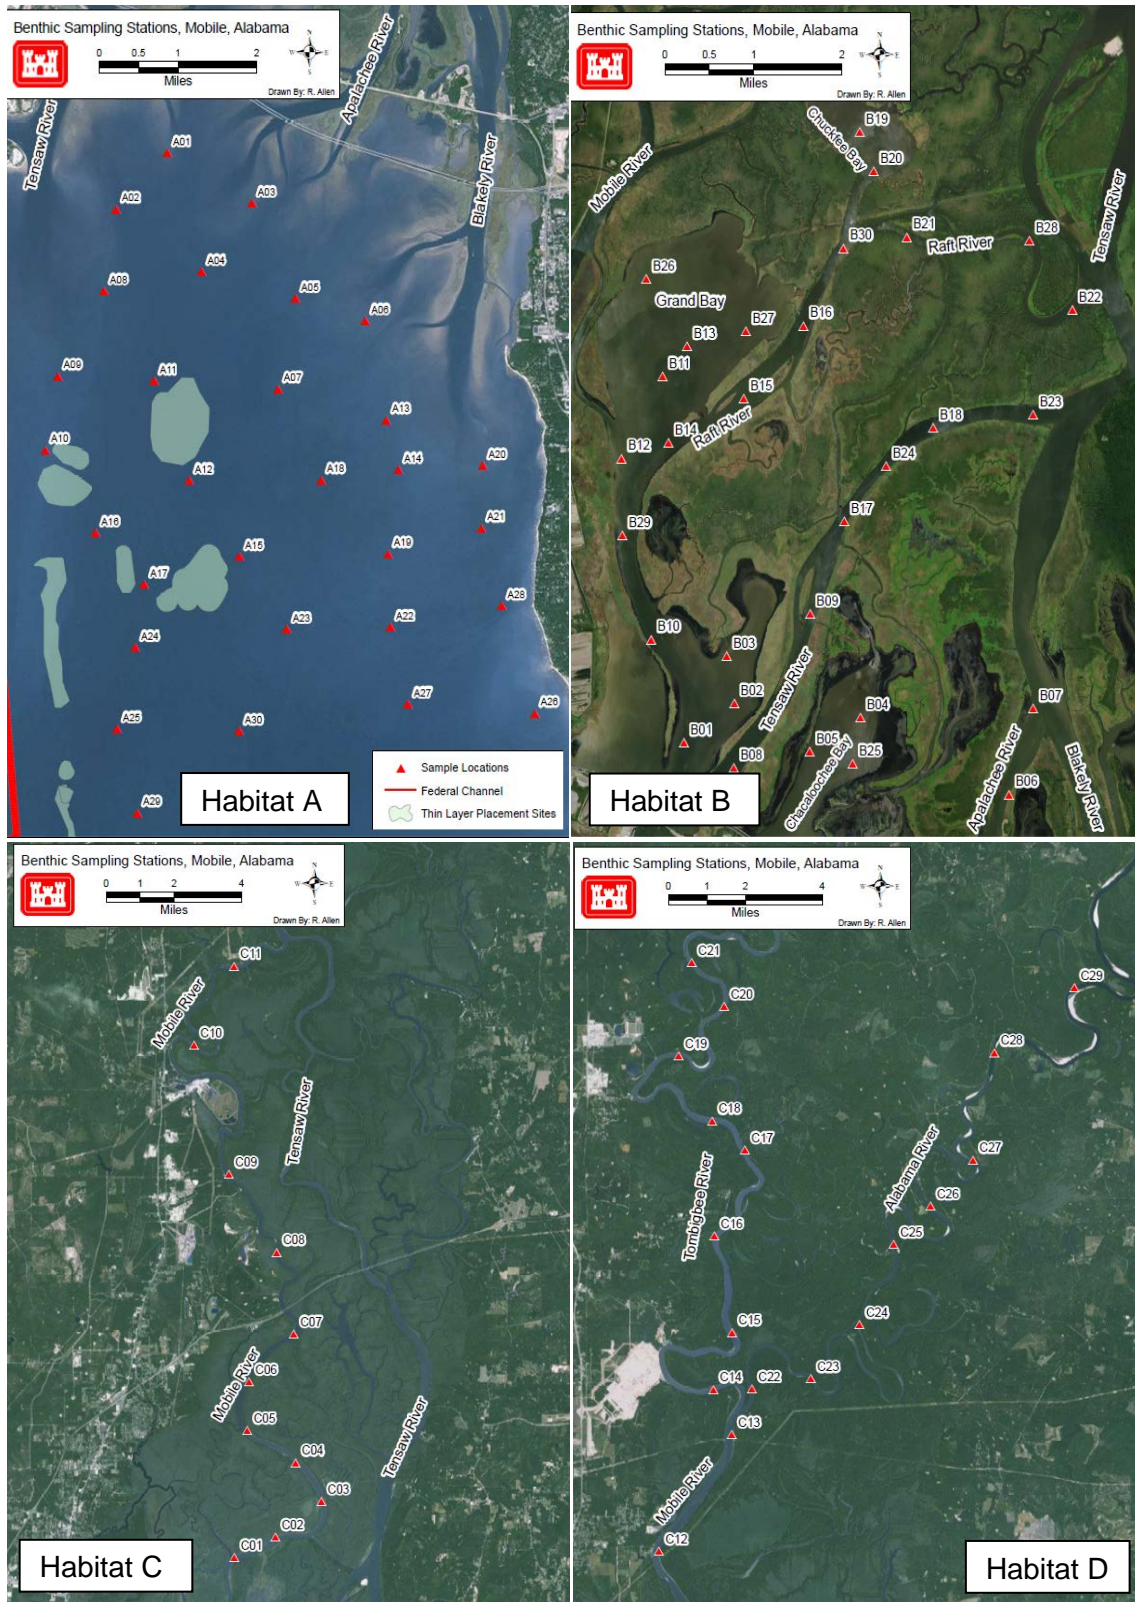 Benthic Sampling Stations, Mobile, Alabama
0 0.5 1 2
Miles
N
W E
S
Drawn By: R. Allen
Tensaw River
Apalachee River
Blakely River
A01
A02
A03
A04
A08
A05
A06
A09
A11
A07
A13
A10
A12
A18
A14
A20
A16
A15
A19
A21
A17
A28
A24
A23
A22
A27
A26
A25
A30
A29
Habitat A
Sample Locations
Federal Channel
Thin Layer Placement Sites
Benthic Sampling Stations, Mobile, Alabama
0 0.5 1 2
Miles
N
W E
S
Drawn By: R. Allen
Mobile River
Chuckfee Bay
B19
B20
Tensaw River
B21
B28
B30
Raft River
B26
Grand Bay
B22
B27
B16
B13
B11
B15
B23
B18
B14
Raft River
B12
B24
B17
B29
B09
B10
B03
Tensaw River
B02
B04
B07
B01
B05
B25
B08
Chacaloochee Bay
B06
Apalachee River
Blakely River
Habitat B
Benthic Sampling Stations, Mobile, Alabama
0 1 2 4
Miles
N
W E
S
Drawn By: R. Allen
C11
Mobile River
C10
Tensaw River
C09
C08
C07
C06
Mobile River
C05
C04
Tensaw River
C03
C02
C01
Habitat C
Benthic Sampling Stations, Mobile, Alabama
0 1 2 4
Miles
N
W E
S
Drawn By: R. Allen
C21
C20
C29
C19
C28
C18
C17
C27
Tombigbee River
Alabama River
C26
C16
C25
C24
C15
C23
C14
C22
C13
Mobile River
C12
Habitat D